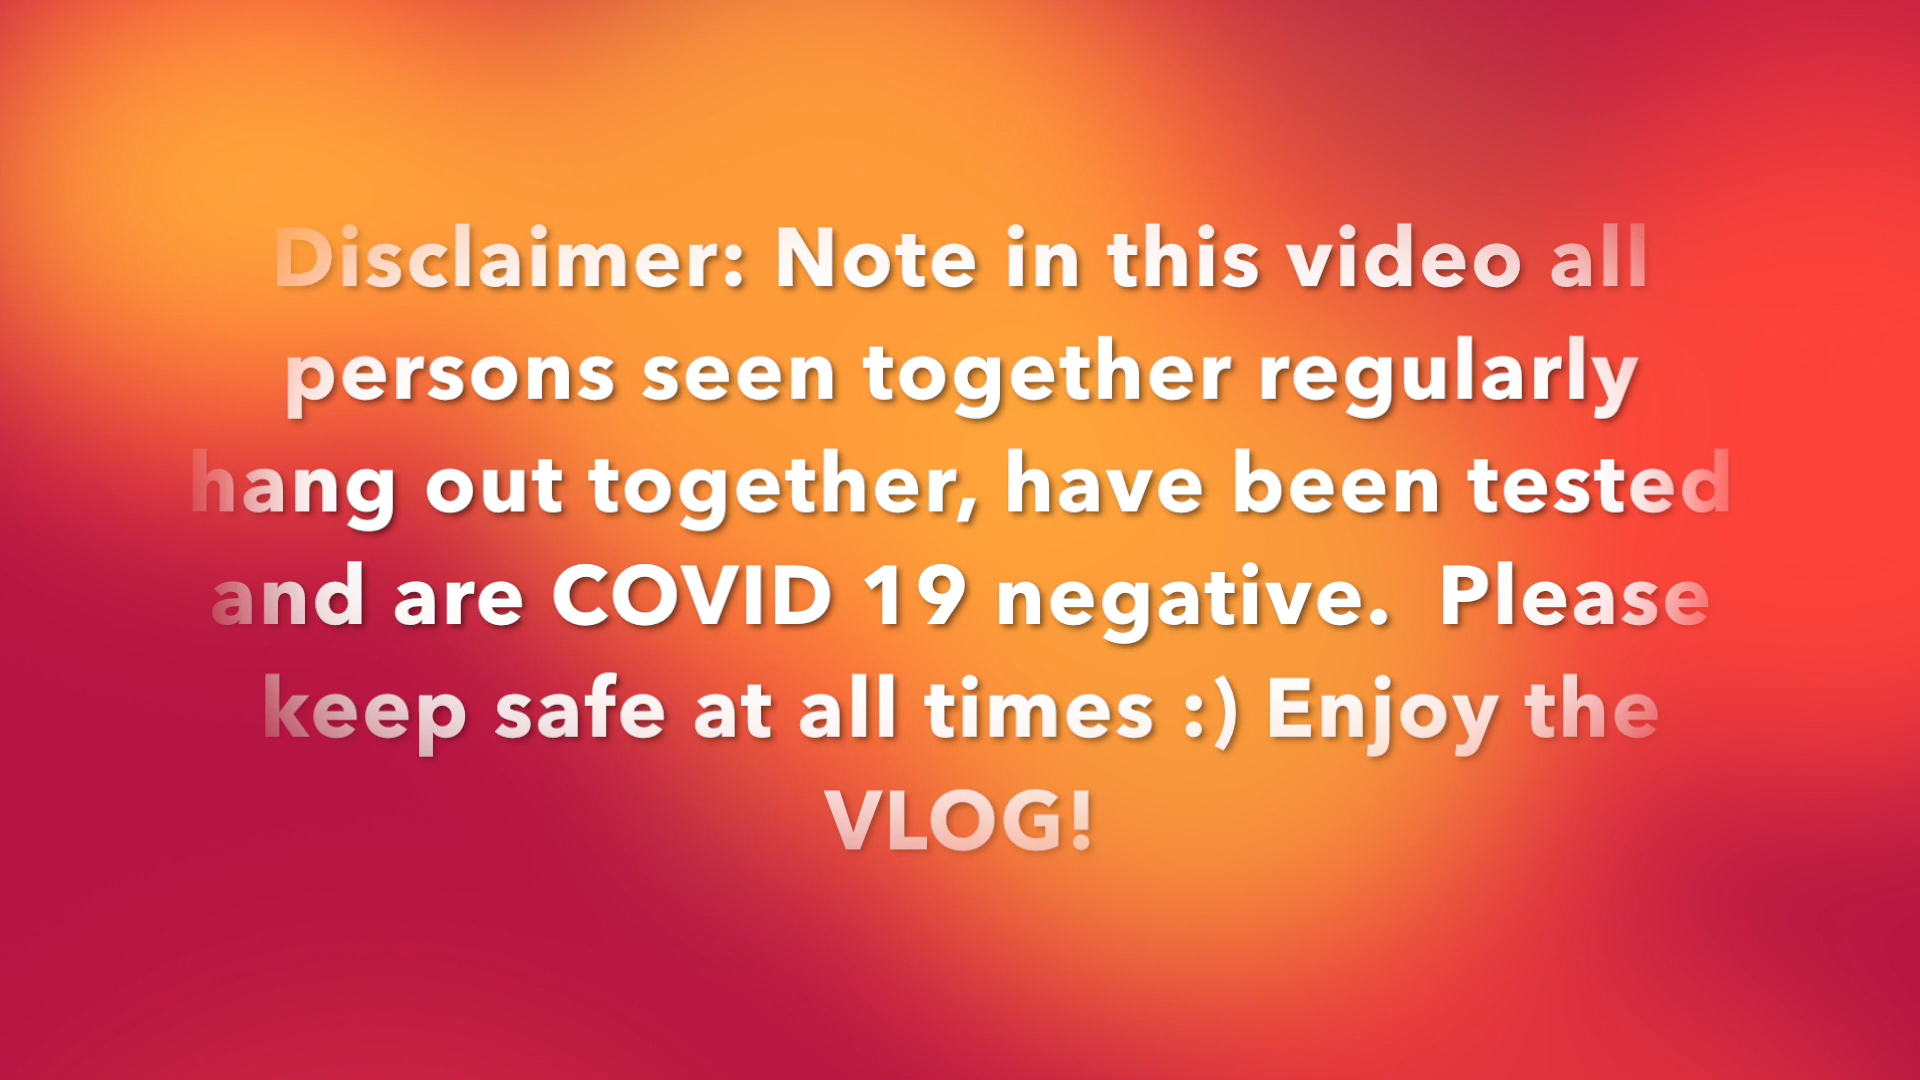 Disclaimer: Note in this video all
persons seen together regularly
hang out together, have been tested
and are COVID 19 negative.  Please
keep safe at all times :) Enjoy the
VLOG!